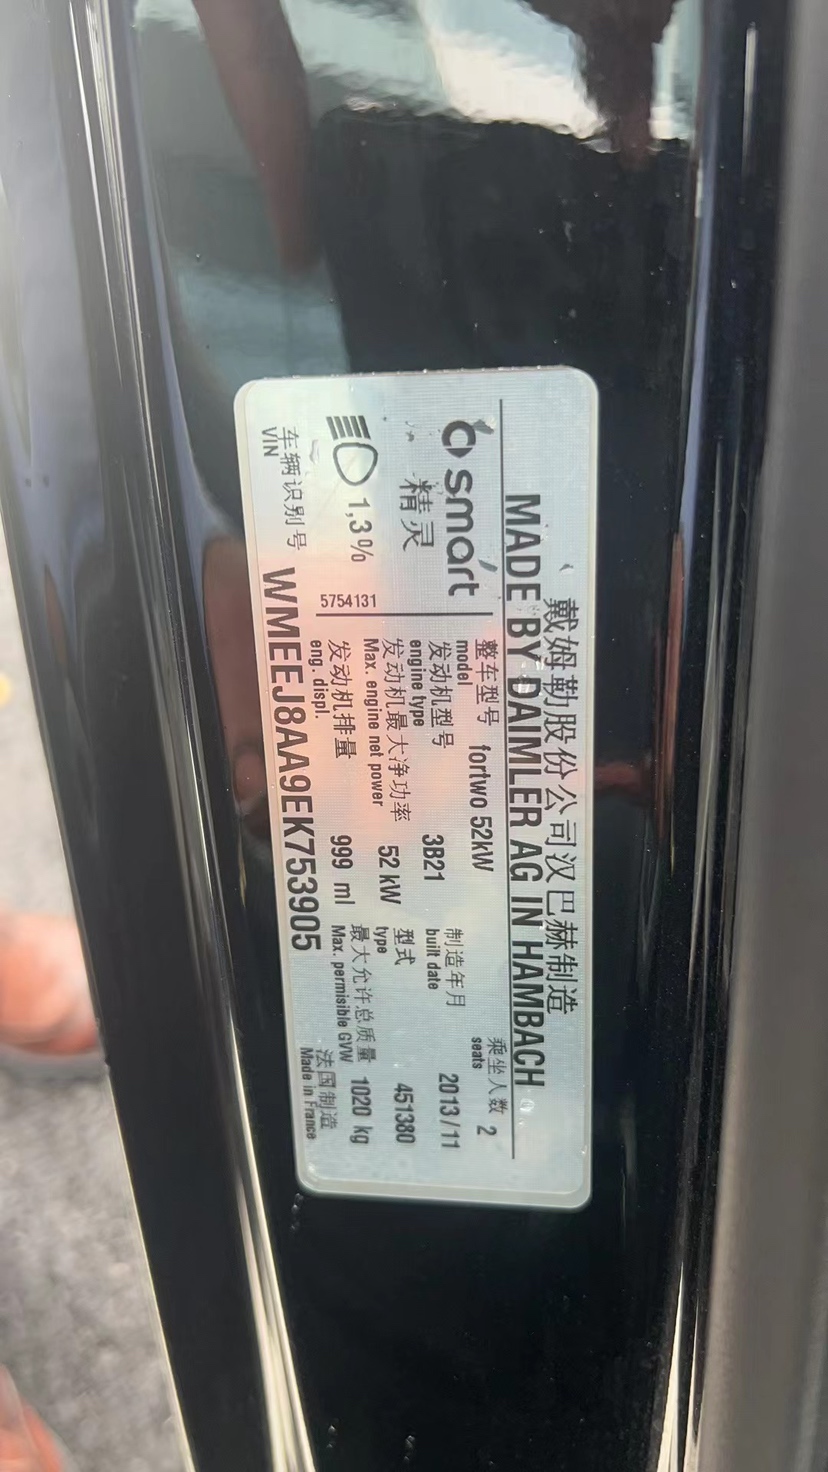 戴姆勒股份公司汉巴赫制造
MADE BY DAIMLER AG IN HAMBACH
smart
精灵
1,3%
5754131
整车型号 fortwo 52kW
model
乘坐人数 2
seats
发动机型号 3B21
engine type
制造年月 2013/11
built date
发动机最大净功率 52 kW
Max. engine net power
型式 451380
type
发动机排量 999 ml
eng. displ.
最大允许总质量 1020 kg
Max. permisible GVW
车辆识别号 WMEEJ8AA9EK753905
VIN
法国制造
Made in France